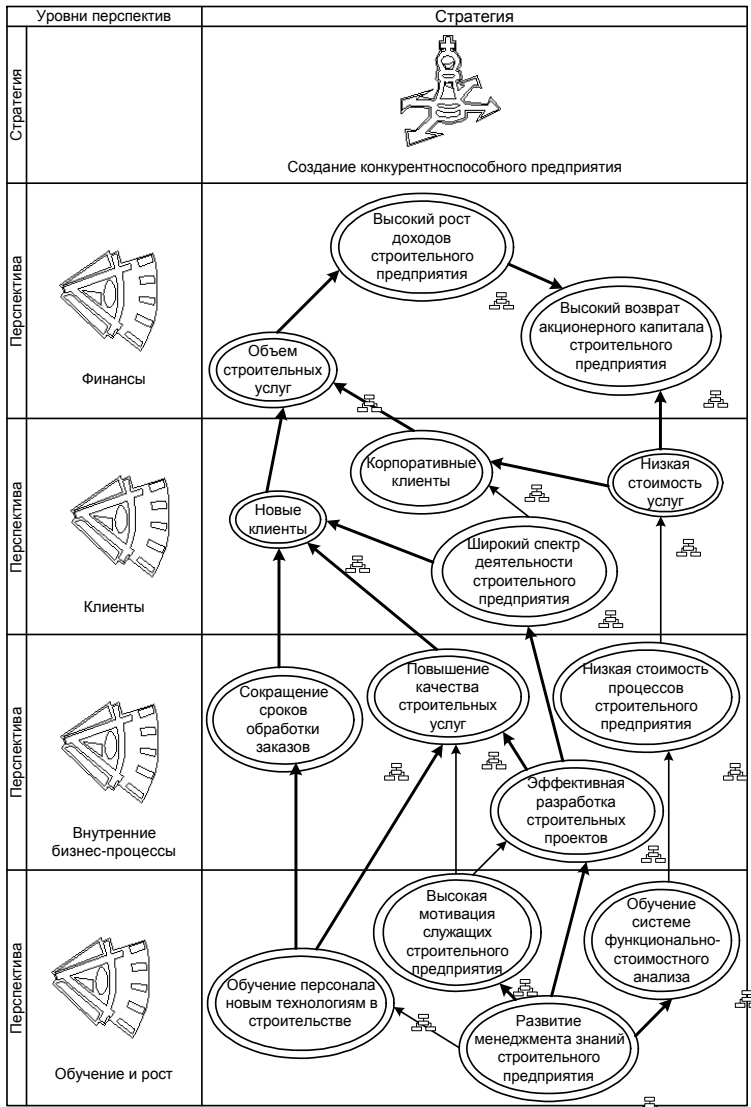 Уровни перспектив
Стратегия
Стратегия
Создание конкурентноспособного предприятия
Перспектива
Финансы
Высокий рост
доходов
строительного
предприятия
Высокий возврат
акционерного капитала
строительного
предприятия
Объем
строительных
услуг
Перспектива
Клиенты
Корпоративные
клиенты
Низкая
стоимость
услуг
Новые
клиенты
Широкий спектр
деятельности
строительного
предприятия
Перспектива
Внутренние
бизнес-процессы
Сокращение
сроков
обработки
заказов
Повышение
качества
строительных
услуг
Низкая стоимость
процессов
строительного
предприятия
Эффективная
разработка
строительных
проектов
Перспектива
Обучение и рост
Высокая
мотивация
служащих
строительного
предприятия
Обучение
системе
функционально-
стоимостного
анализа
Обучение персонала
новым технологиям в
строительстве
Развитие
менеджмента знаний
строительного
предприятия